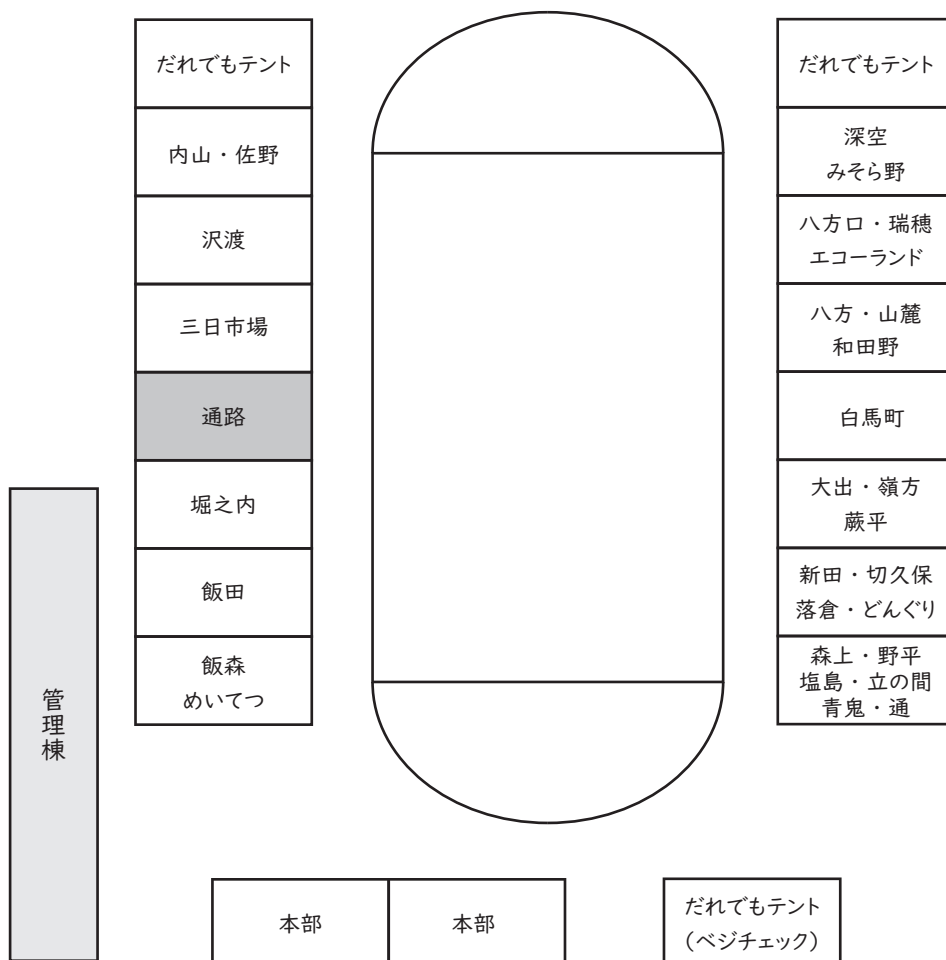 だれでもテント
内山・佐野
沢渡
三日市場
通路
堀之内
飯田
飯森
めいてつ
管理棟
だれでもテント
深空
みそら野
八方口・瑞穂
エコーランド
八方・山麓
和田野
白馬町
大出・嶺方
蕨平
新田・切久保
落倉・どんぐり
森上・野平
塩島・立の間
青鬼・通
本部
本部
だれでもテント
（ベジチェック）